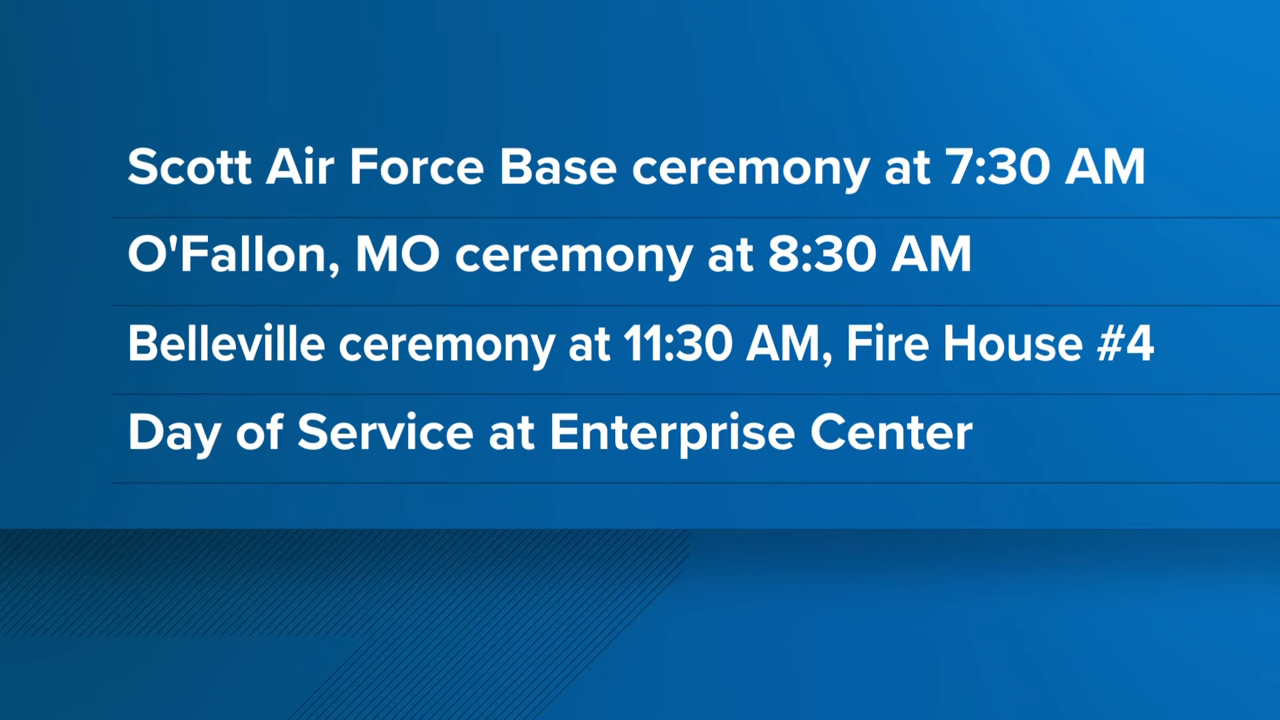 Scott Air Force Base ceremony at 7:30 AM
O'Fallon, MO ceremony at 8:30 AM
Belleville ceremony at 11:30 AM, Fire House #4
Day of Service at Enterprise Center